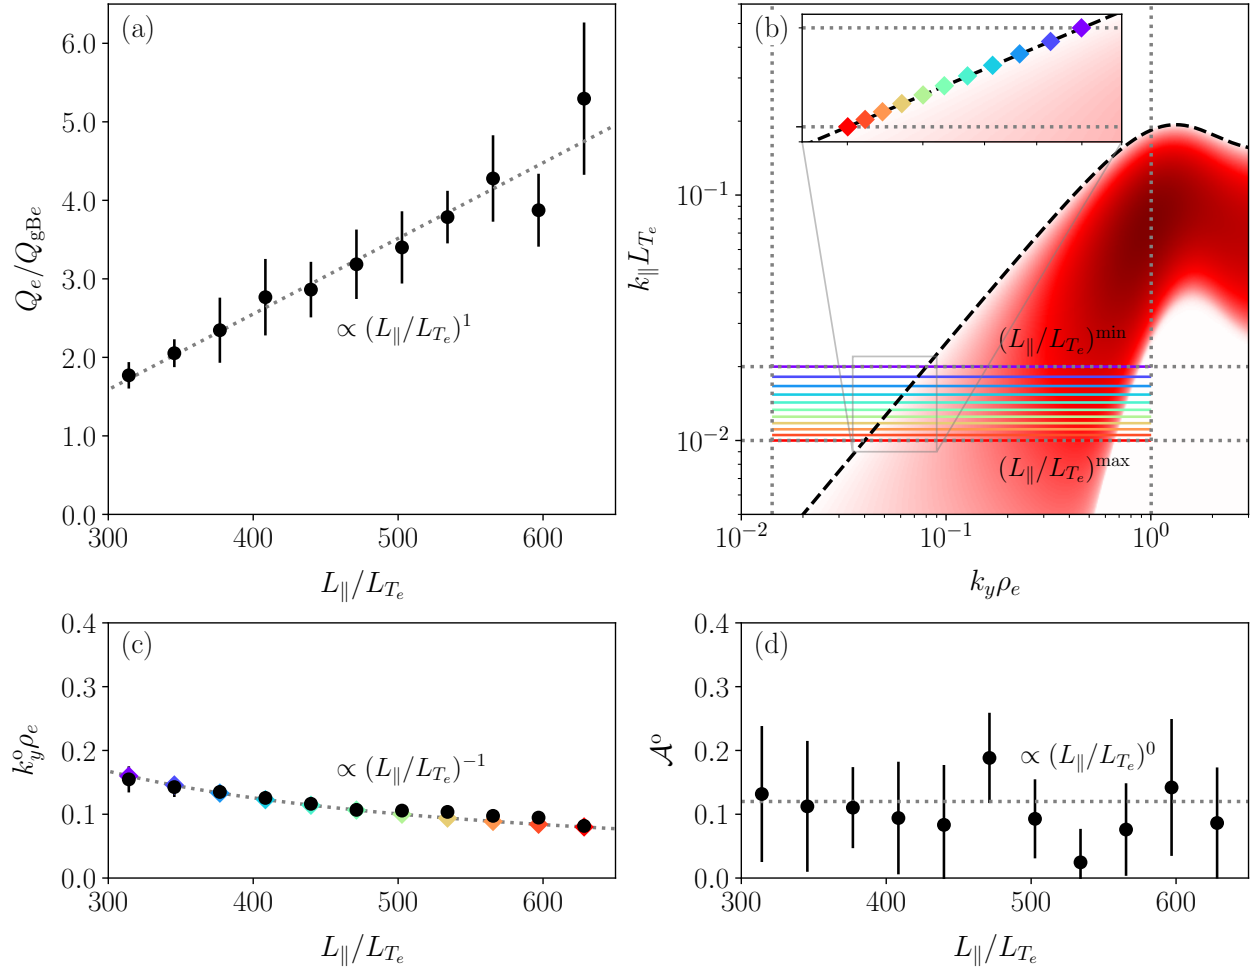 (a)
6.0
5.0
4.0
3.0
2.0
1.0
0.0
300
400
500
600
Q_e/Q_{gBe}
L_∥/L_{T_e}
∝ (L_∥/L_{T_e})^1
(b)
10^{-1}
10^{-2}
k_∥L_{T_e}
(L_∥/L_{T_e})^{min}
(L_∥/L_{T_e})^{max}
10^{-2}
10^{-1}
10^0
k_yρ_e
(c)
0.4
0.3
0.2
0.1
0.0
k_y^oρ_e
∝ (L_∥/L_{T_e})^{-1}
300
400
500
600
L_∥/L_{T_e}
(d)
0.4
0.3
0.2
0.1
0.0
𝒜^o
∝ (L_∥/L_{T_e})^0
300
400
500
600
L_∥/L_{T_e}